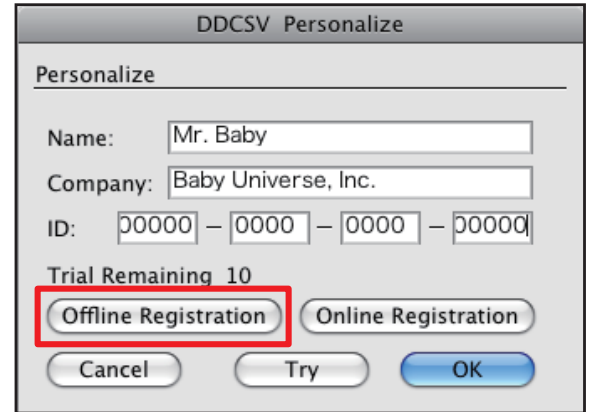 DDCSV Personalize
Personalize
Name: Mr. Baby
Company: Baby Universe, Inc.
ID: 00000 – 0000 – 0000 – 00000
Trial Remaining 10
Offline Registration Online Registration
Cancel Try OK